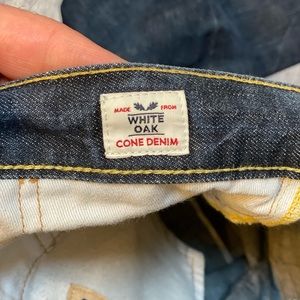 MADE FROM
WHITE
OAK
CONE DENIM